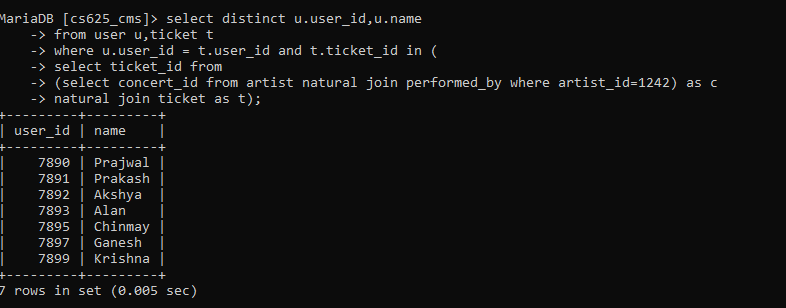 MariaDB [cs625_cms]> select distinct u.user_id,u.name
    -> from user u,ticket t
    -> where u.user_id = t.user_id and t.ticket_id in (
    -> select ticket_id from
    -> (select concert_id from artist natural join performed_by where artist_id=1242) as c
    -> natural join ticket as t);
+---------+---------+
| user_id | name    |
+---------+---------+
|    7890 | Prajwal |
|    7891 | Prakash |
|    7892 | Akshya  |
|    7893 | Alan    |
|    7895 | Chinmay |
|    7897 | Ganesh  |
|    7899 | Krishna |
+---------+---------+
7 rows in set (0.005 sec)